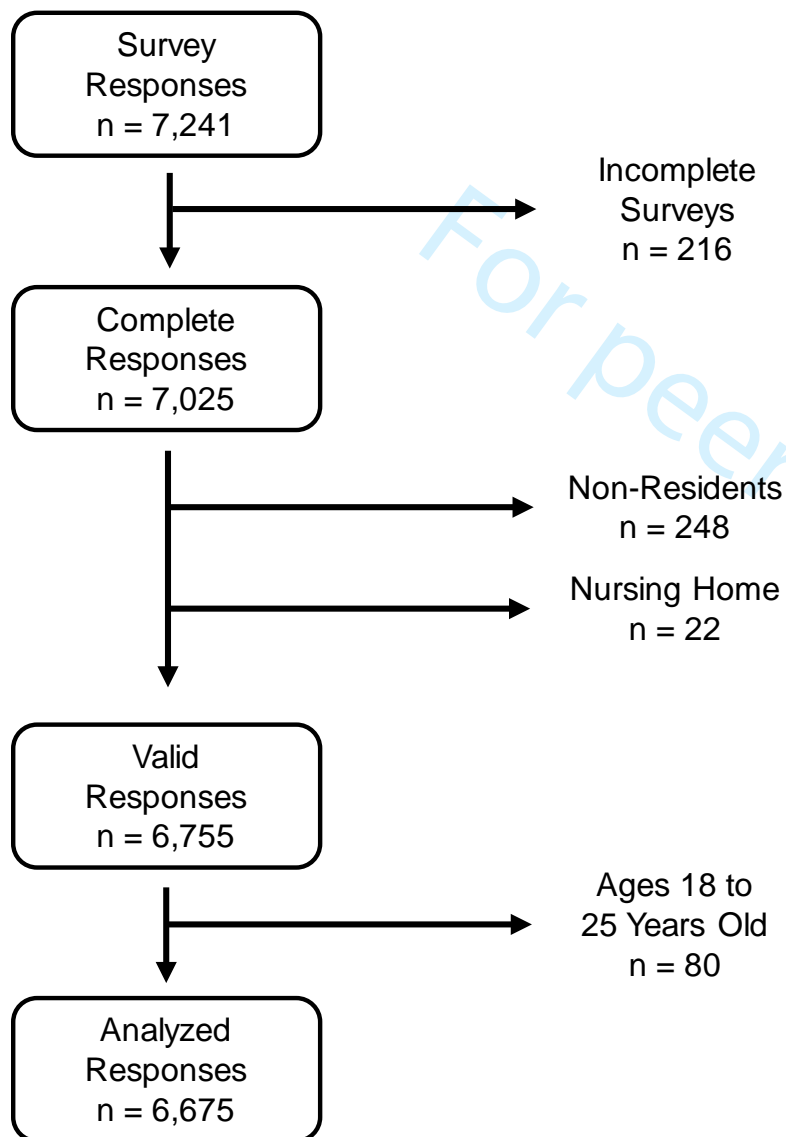 Survey
Responses
n = 7,241
Incomplete
Surveys
n = 216
Complete
Responses
n = 7,025
For peer
Non-Residents
n = 248
Nursing Home
n = 22
Valid
Responses
n = 6,755
Ages 18 to
25 Years Old
n = 80
Analyzed
Responses
n = 6,675